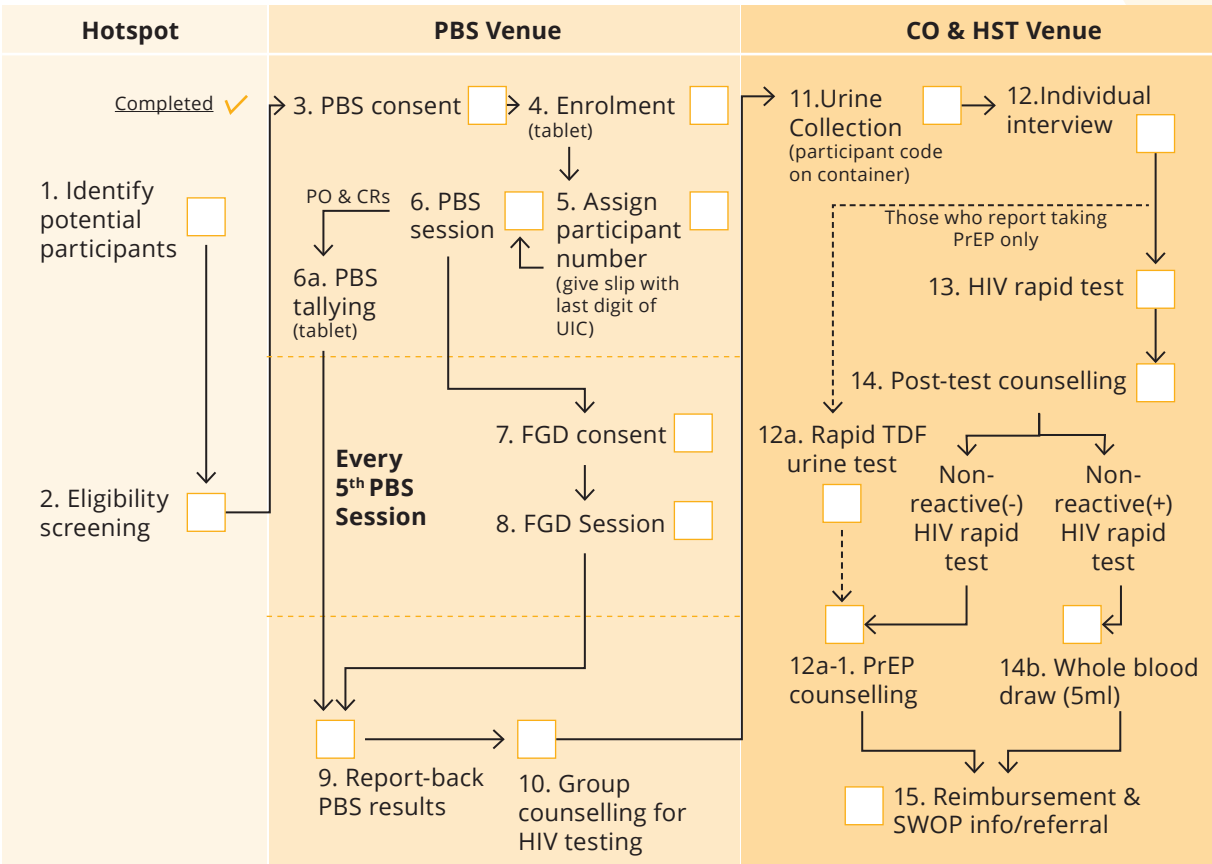 Hotspot
PBS Venue
CO & HST Venue
Completed
1. Identify
potential
participants
2. Eligibility
screening
3. PBS consent
4. Enrolment
(tablet)
5. Assign
participant
number
(give slip with
last digit of
UIC)
PO & CRs
6. PBS
session
6a. PBS
tallying
(tablet)
Every
5th PBS
Session
7. FGD consent
8. FGD Session
9. Report-back
PBS results
10. Group
counselling for
HIV testing
11.Urine
Collection
(participant code
on container)
12.Individual
interview
Those who report taking
PrEP only
13. HIV rapid test
14. Post-test counselling
12a. Rapid TDF
urine test
Non-
reactive(-)
HIV rapid
test
Non-
reactive(+)
HIV rapid
test
12a-1. PrEP
counselling
14b. Whole blood
draw (5ml)
15. Reimbursement &
SWOP info/referral